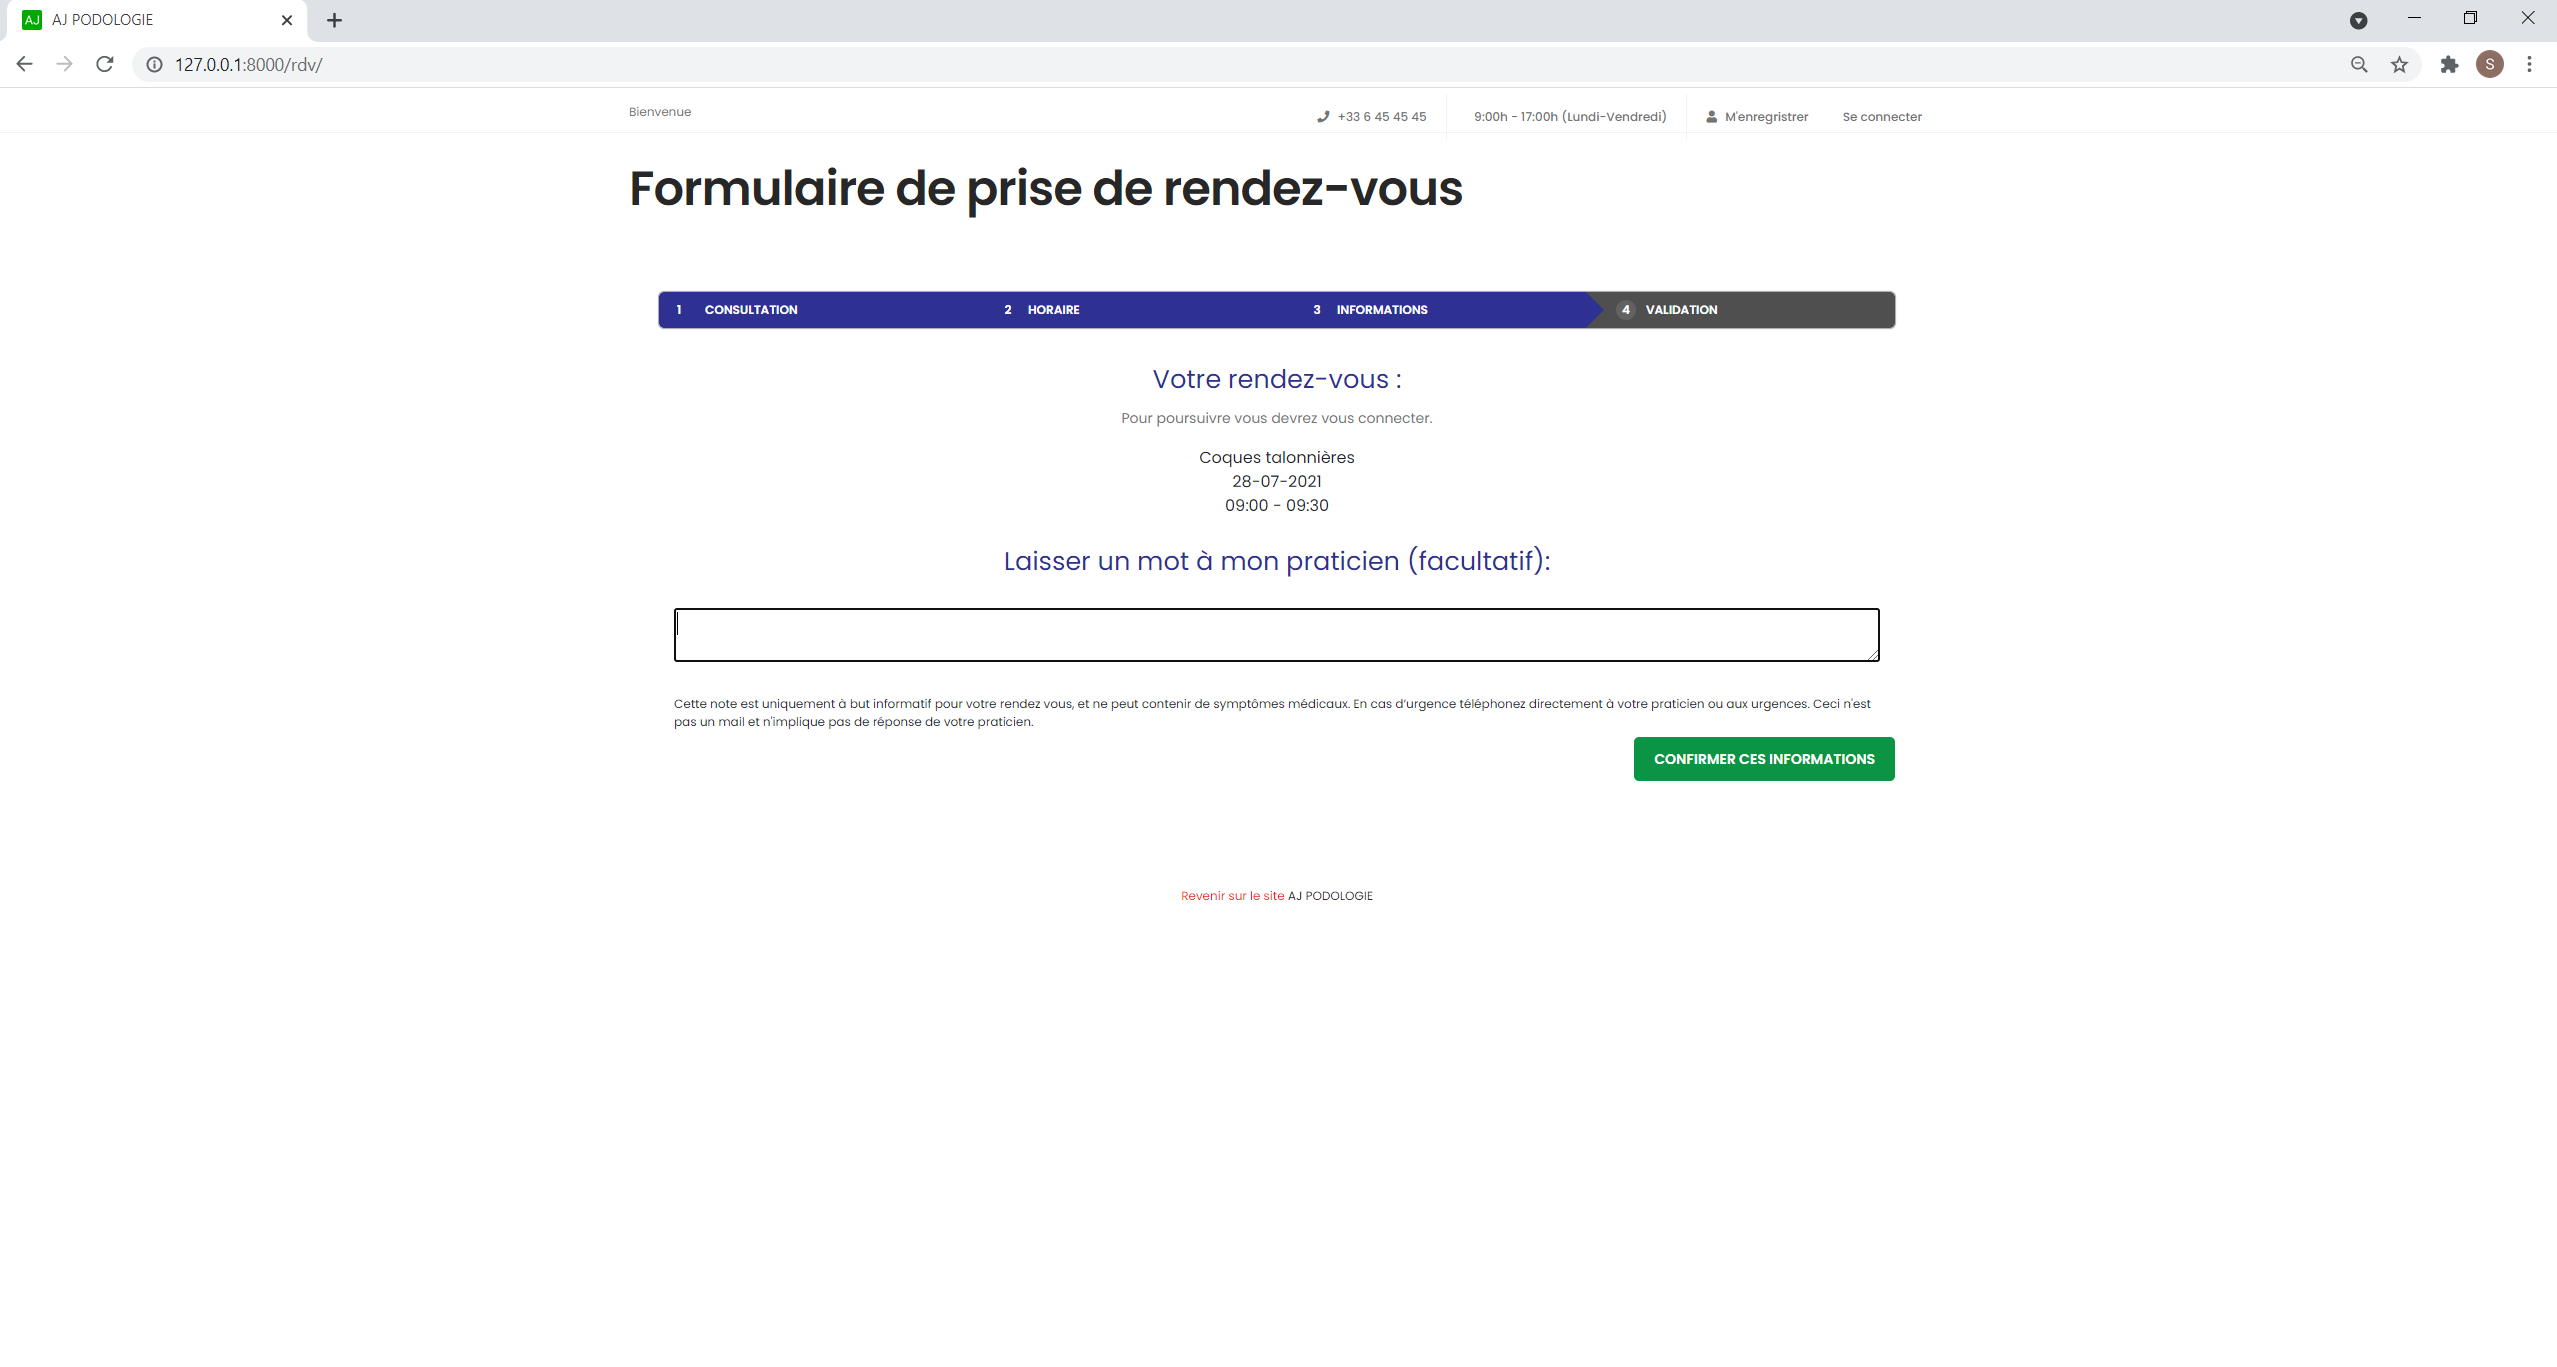 AJ AJ PODOLOGIE
127.0.0.1:8000/rdv/
S
Bienvenue
+33 6 45 45 45
9:00h - 17:00h (Lundi-Vendredi)
M'enregristrer
Se connecter
Formulaire de prise de rendez-vous
1 CONSULTATION
2 HORAIRE
3 INFORMATIONS
4 VALIDATION
Votre rendez-vous :
Pour poursuivre vous devrez vous connecter.
Coques talonnières
28-07-2021
09:00 - 09:30
Laisser un mot à mon praticien (facultatif):
Cette note est uniquement à but informatif pour votre rendez vous, et ne peut contenir de symptômes médicaux. En cas d’urgence téléphonez directement à votre praticien ou aux urgences. Ceci n'est
pas un mail et n'implique pas de réponse de votre praticien.
CONFIRMER CES INFORMATIONS
Revenir sur le site AJ PODOLOGIE